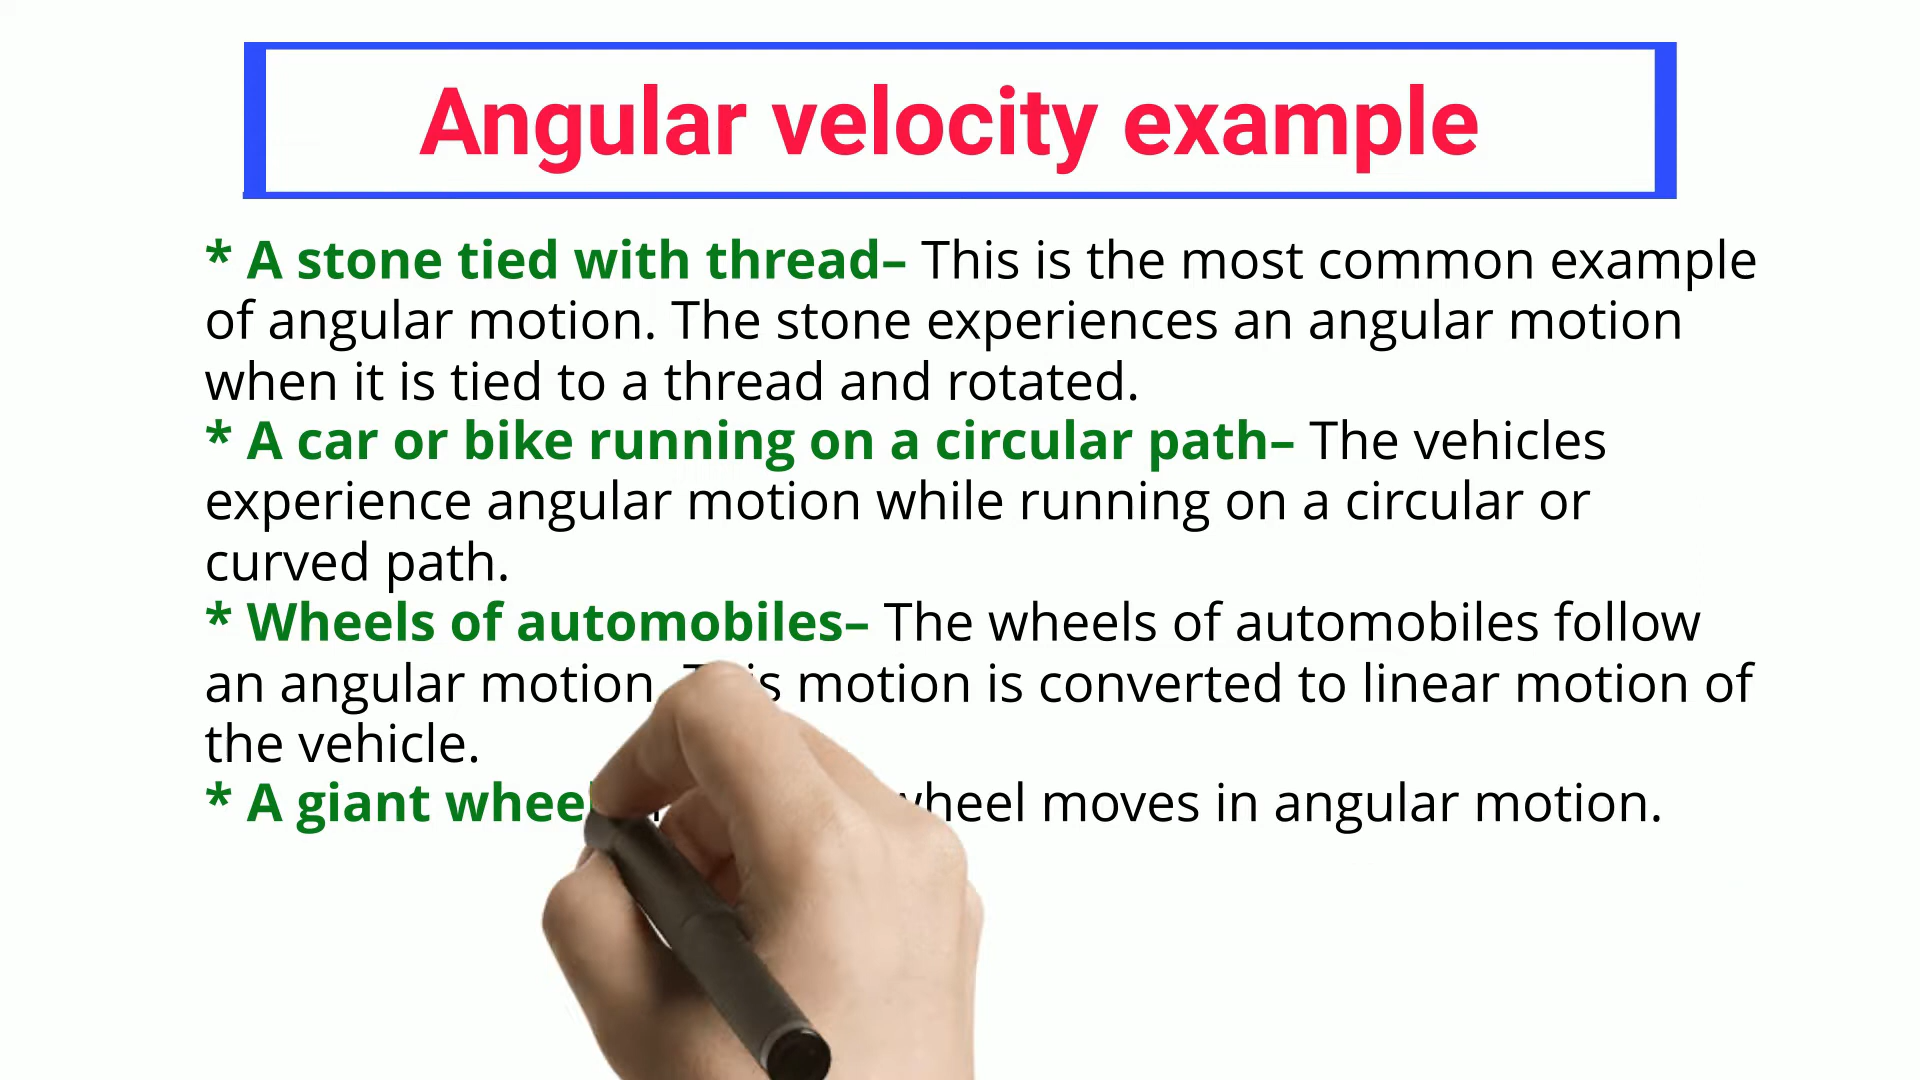 Angular velocity example
* A stone tied with thread– This is the most common example
of angular motion. The stone experiences an angular motion
when it is tied to a thread and rotated.
* A car or bike running on a circular path– The vehicles
experience angular motion while running on a circular or
curved path.
* Wheels of automobiles– The wheels of automobiles follow
an angular motion motion is converted to linear motion of
the vehicle.
* A giant wheel wheel moves in angular motion.